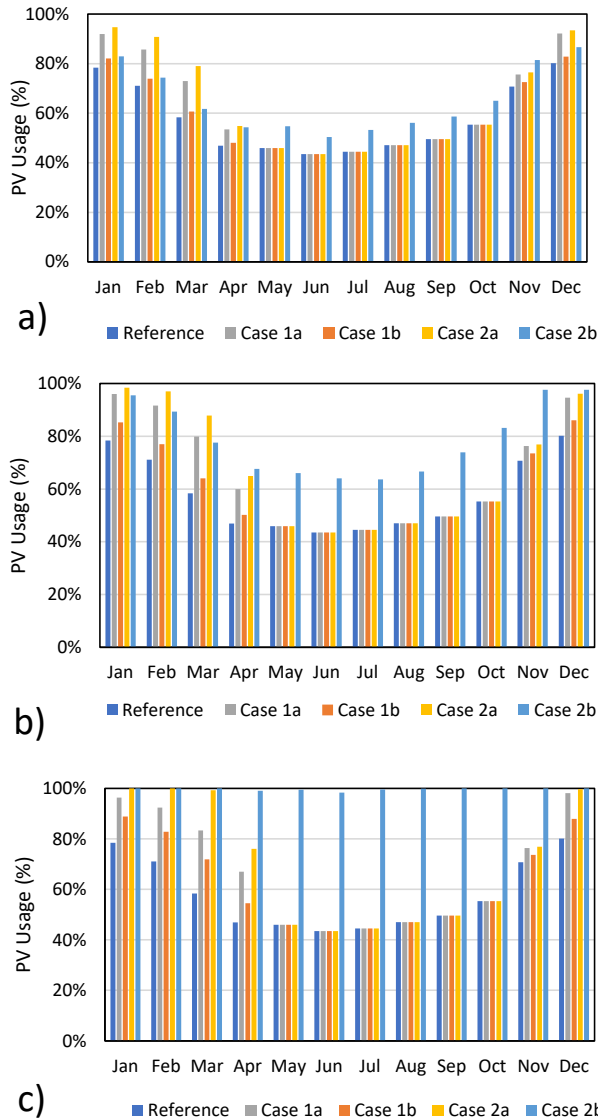 100%
80%
60%
40%
20%
0%
PV Usage (%)
Jan Feb Mar Apr May Jun Jul Aug Sep Oct Nov Dec
a)
Reference Case 1a Case 1b Case 2a Case 2b
100%
80%
60%
40%
20%
0%
PV Usage (%)
Jan Feb Mar Apr May Jun Jul Aug Sep Oct Nov Dec
b)
Reference Case 1a Case 1b Case 2a Case 2b
100%
80%
60%
40%
20%
0%
PV Usage (%)
Jan Feb Mar Apr May Jun Jul Aug Sep Oct Nov Dec
c)
Reference Case 1a Case 1b Case 2a Case 2b